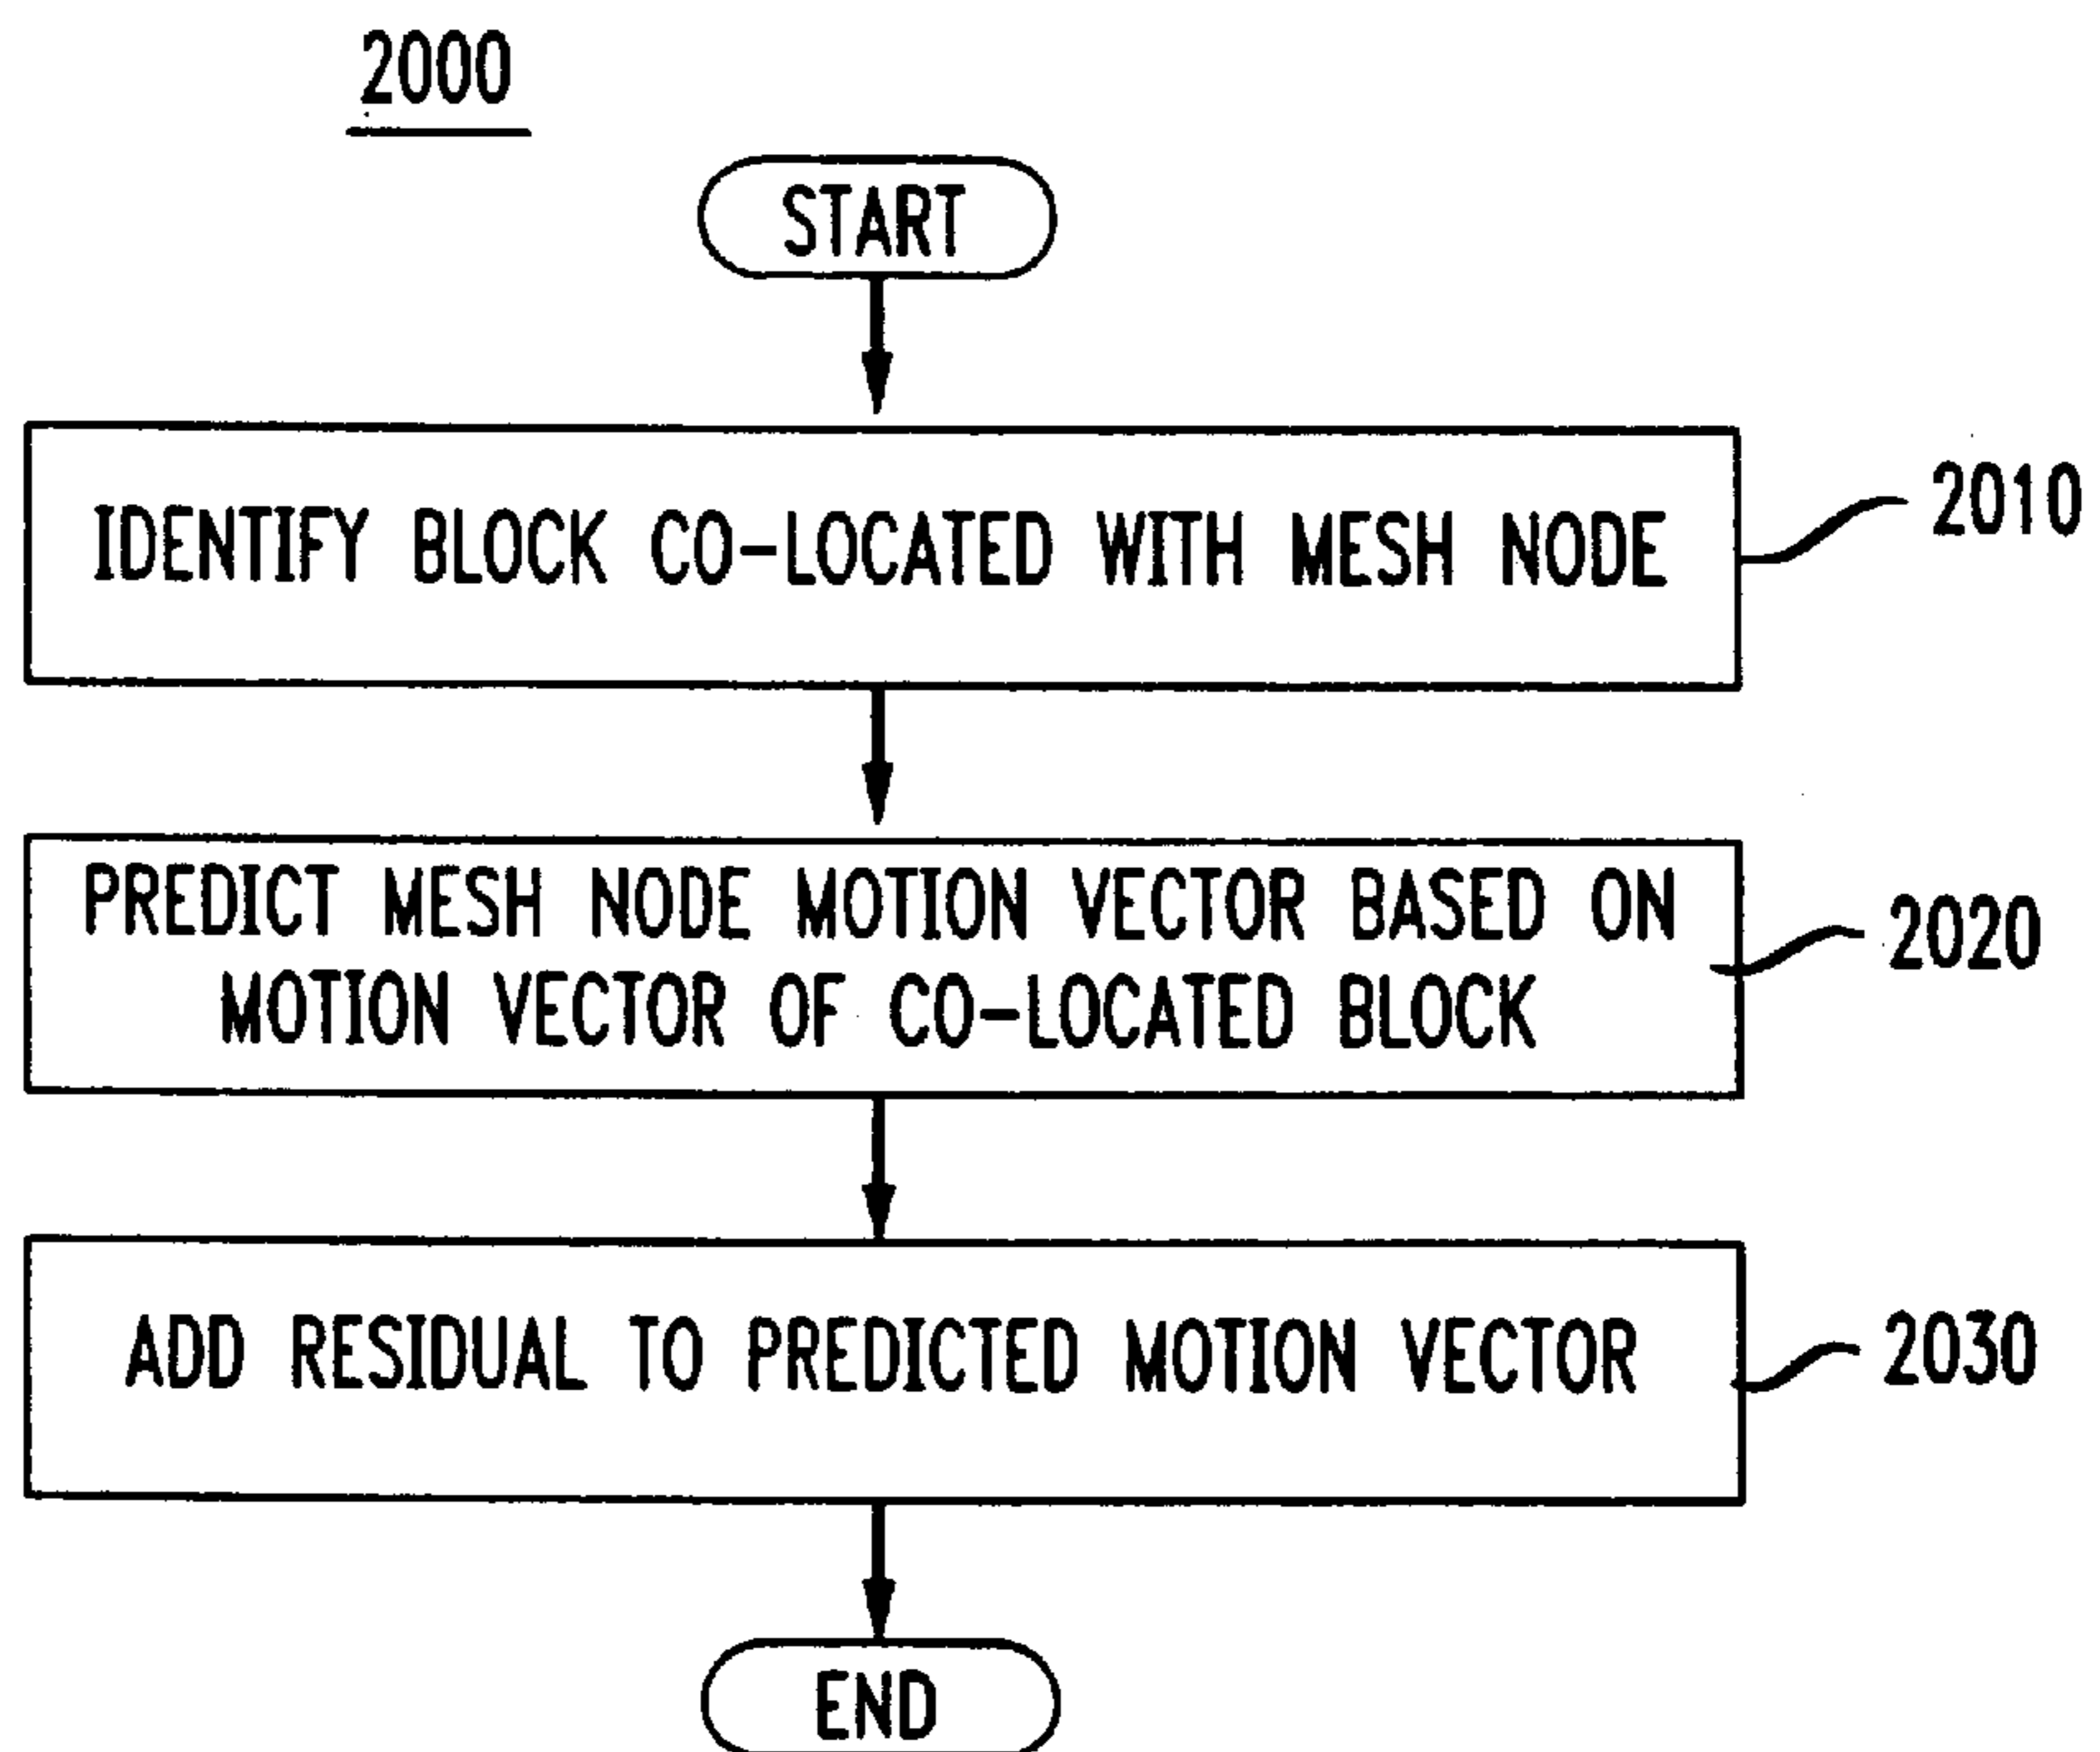 2000
START
IDENTIFY BLOCK CO-LOCATED WITH MESH NODE
2010
PREDICT MESH NODE MOTION VECTOR BASED ON
MOTION VECTOR OF CO-LOCATED BLOCK
2020
ADD RESIDUAL TO PREDICTED MOTION VECTOR
2030
END